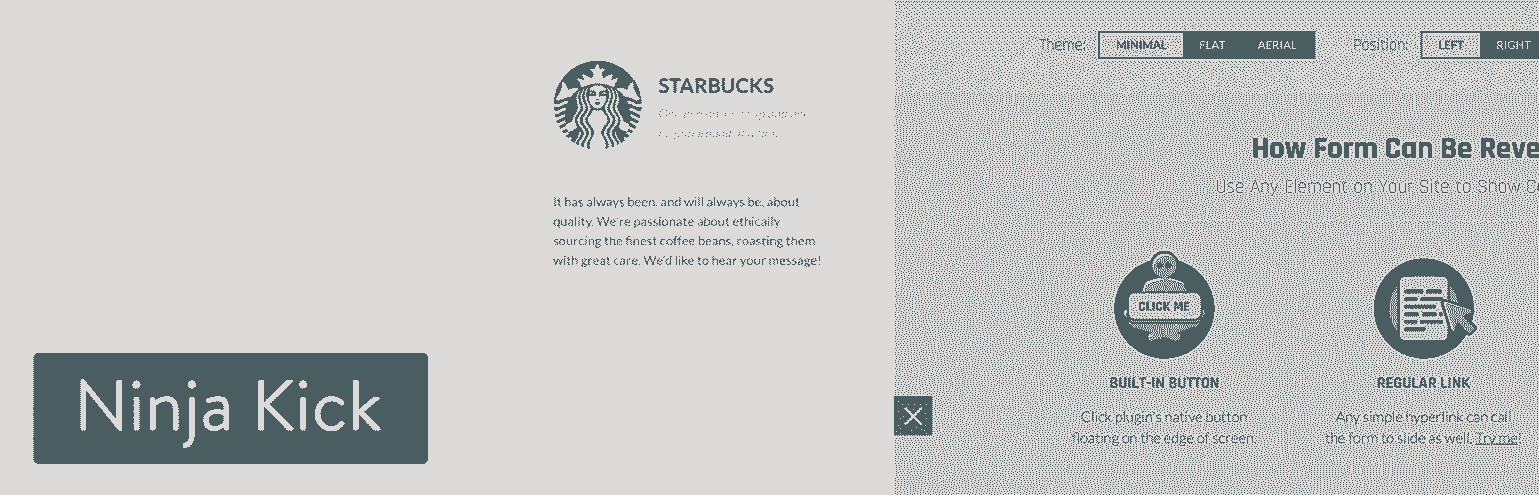 STARBUCKS
It has always been, and will always be, about
quality. We're passionate about ethically
sourcing the finest coffee beans, roasting them
with great care. We'd like to hear your message!
Ninja Kick
Theme: MINIMAL FLAT AERIAL Position: LEFT RIGHT
How Form Can Be Reve
Use Any Element on Your Site to Show
CLICK ME
BUILT-IN BUTTON
Click plugin's native button
floating on the edge of screen.
REGULAR LINK
Any simple hyperlink can call
the form to slide as well. Try me!